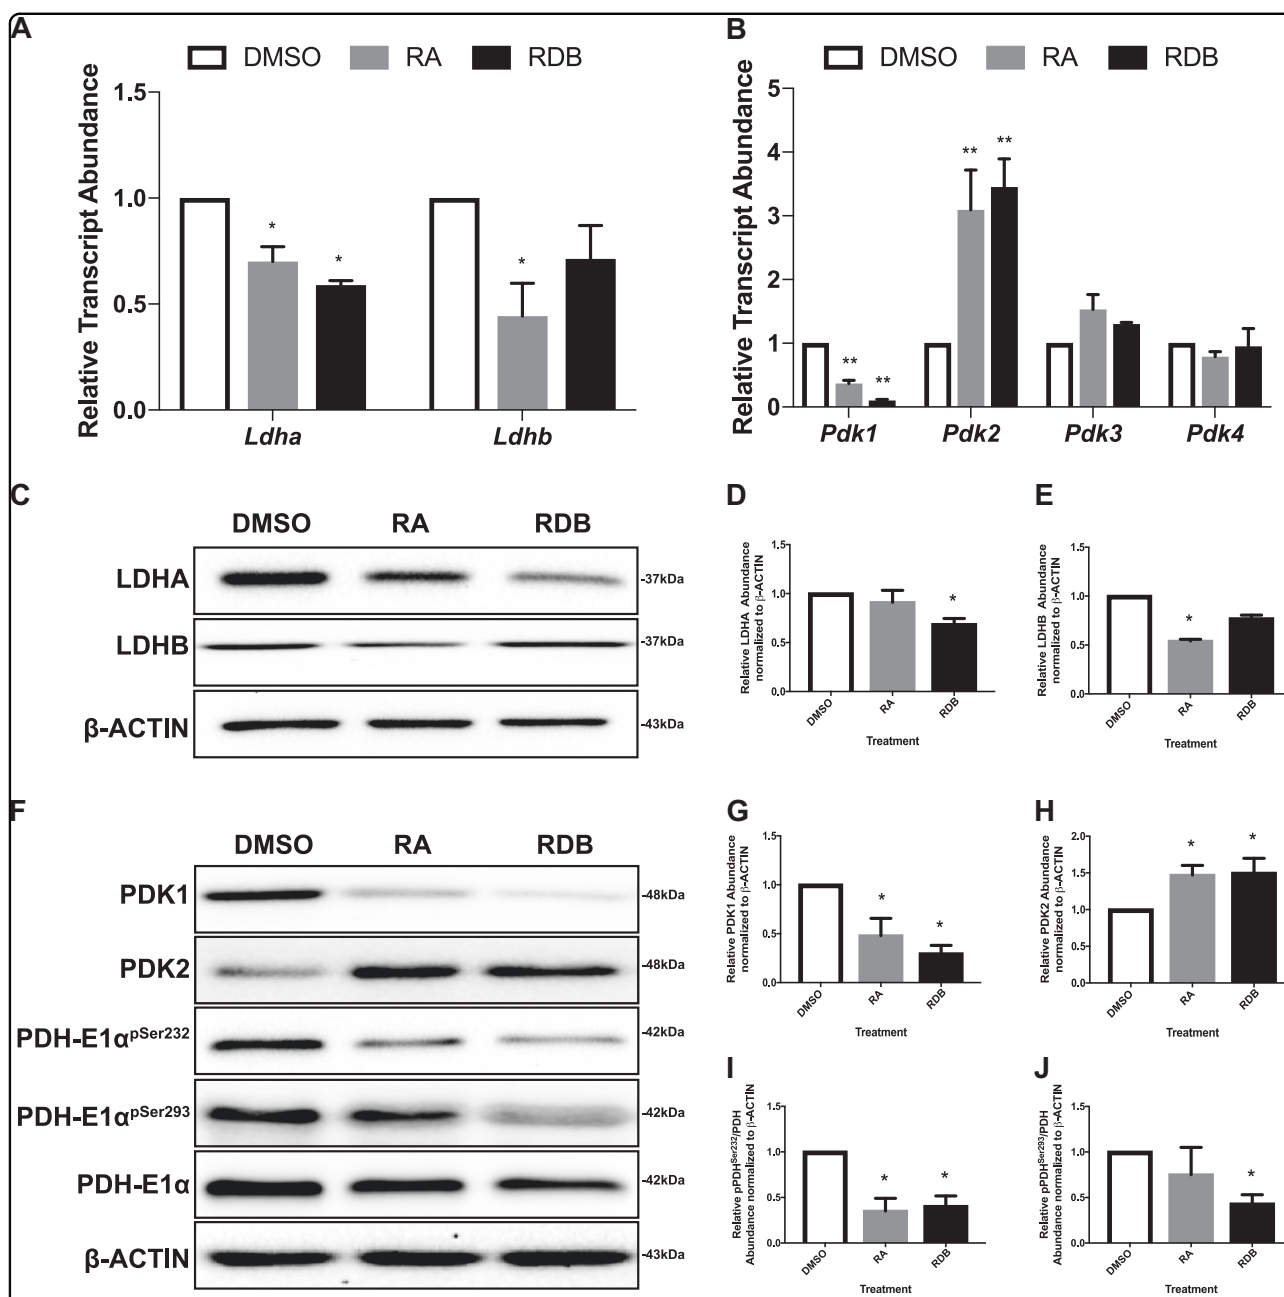 A
DMSO RA RDB
Relative Transcript Abundance
1.5
1.0
0.5
0.0
* * *
Ldha Ldhb
B
DMSO RA RDB
Relative Transcript Abundance
5
4
3
2
1
0
** ** ** **
Pdk1 Pdk2 Pdk3 Pdk4
C
DMSO RA RDB
LDHA -37kDa
LDHB -37kDa
β-ACTIN -43kDa
D
Relative LDHA Abundance
normalized to β-ACTIN
1.5
1.0
0.5
0.0
*
DMSO RA RDB
Treatment
E
Relative LDHB Abundance
normalized to β-ACTIN
1.5
1.0
0.5
0.0
*
DMSO RA RDB
Treatment
F
DMSO RA RDB
PDK1 -48kDa
PDK2 -48kDa
PDH-E1αpSer232 -42kDa
PDH-E1αpSer293 -42kDa
PDH-E1α -42kDa
β-ACTIN -43kDa
G
Relative PDK1 Abundance
normalized to β-ACTIN
1.5
1.0
0.5
0.0
* *
DMSO RA RDB
Treatment
H
Relative PDK2 Abundance
normalized to β-ACTIN
2.0
1.5
1.0
0.5
0.0
* *
DMSO RA RDB
Treatment
I
Relative pPDHSer232/PDH
Abundance normalized to β-ACTIN
1.5
1.0
0.5
0.0
* *
DMSO RA RDB
Treatment
J
Relative pPDHSer293/PDH
Abundance normalized to β-ACTIN
1.5
1.0
0.5
0.0
*
DMSO RA RDB
Treatment